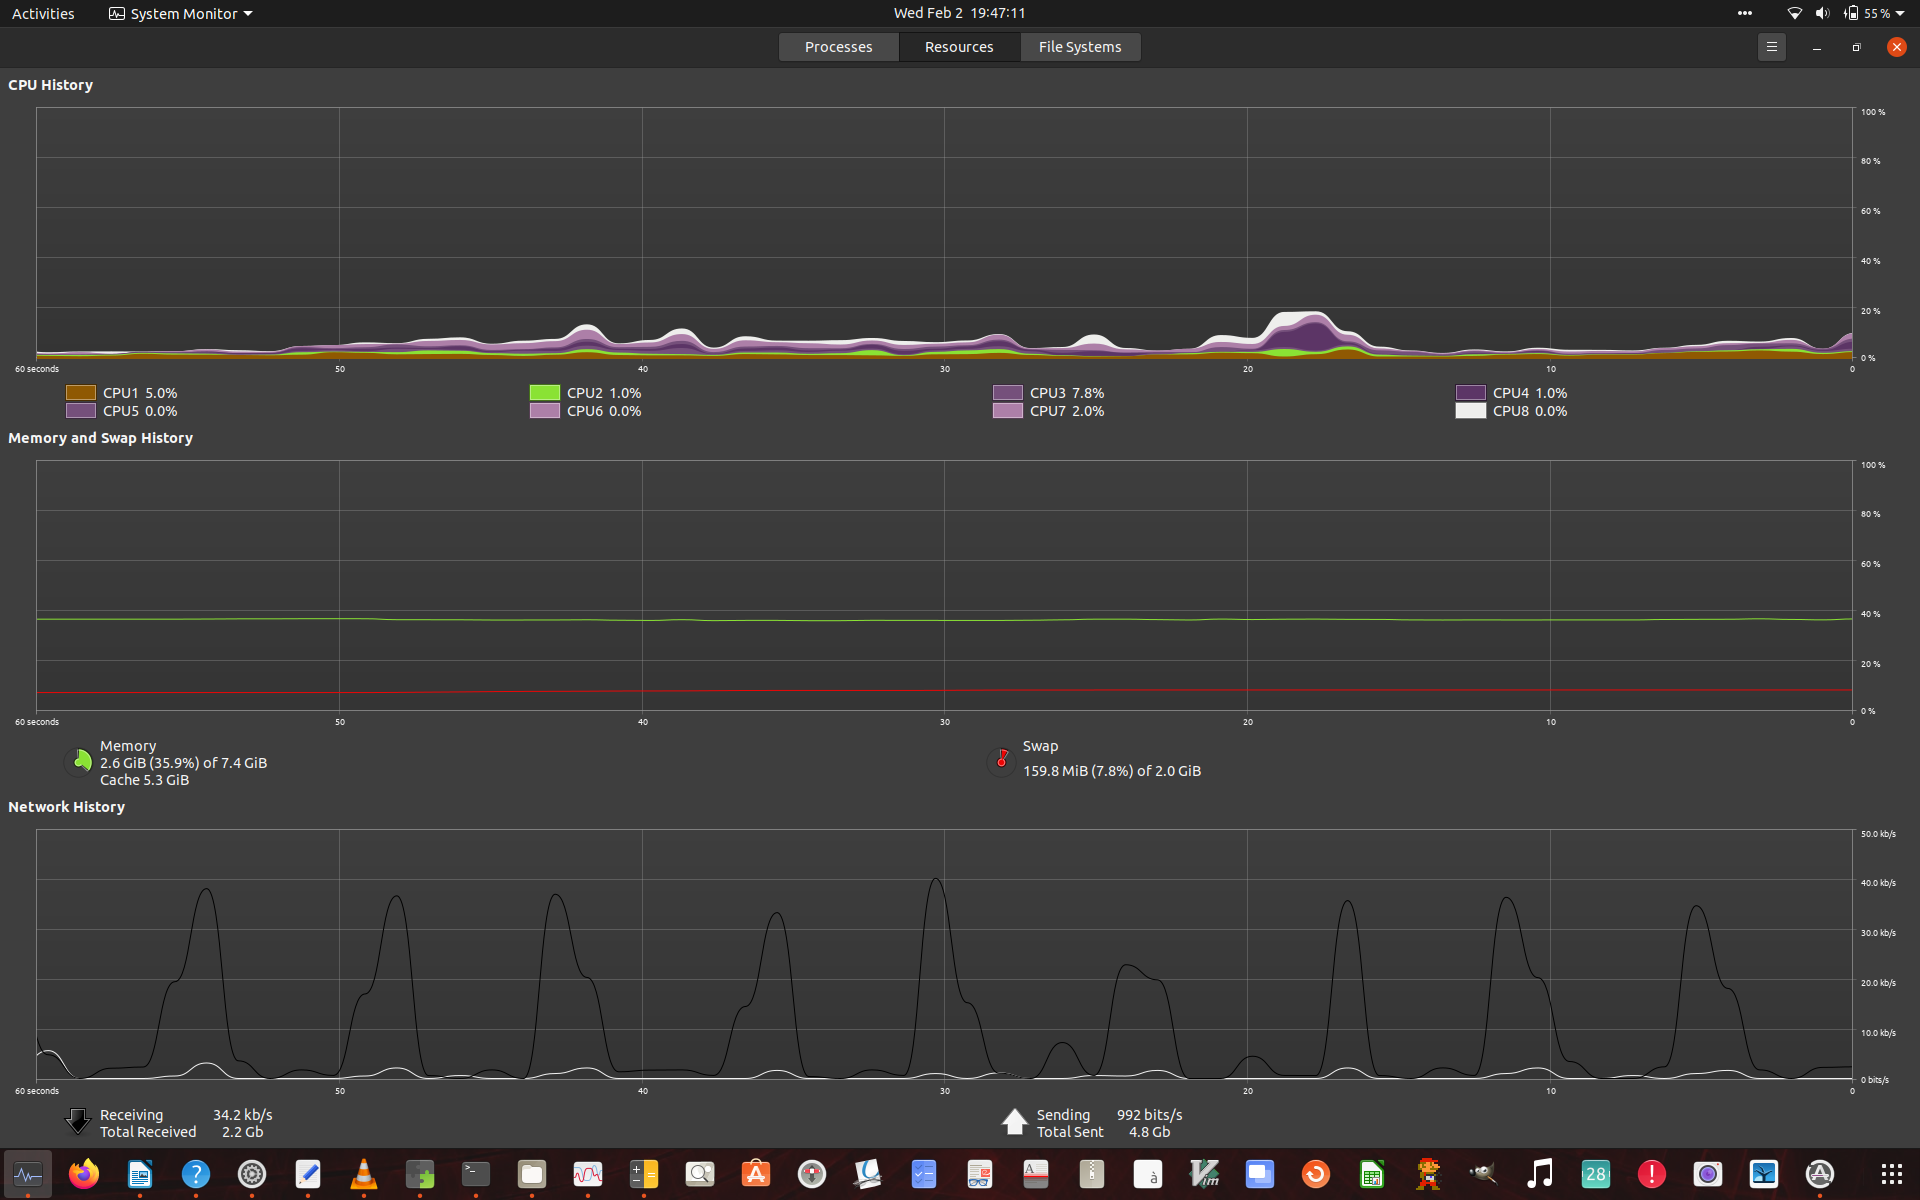 Activities System Monitor Wed Feb 2 19:47:11 55 %
Processes Resources File Systems
CPU History
100 %
80 %
60 %
40 %
20 %
0 %
60 seconds 50 40 30 20 10 0
CPU1 5.0% CPU2 1.0% CPU3 7.8% CPU4 1.0%
CPU5 0.0% CPU6 0.0% CPU7 2.0% CPU8 0.0%
Memory and Swap History
100 %
80 %
60 %
40 %
20 %
0 %
60 seconds 50 40 30 20 10 0
Memory
2.6 GiB (35.9%) of 7.4 GiB
Cache 5.3 GiB
Swap
159.8 MiB (7.8%) of 2.0 GiB
Network History
50.0 kb/s
40.0 kb/s
30.0 kb/s
20.0 kb/s
10.0 kb/s
0 bits/s
60 seconds 50 40 30 20 10 0
Receiving 34.2 kb/s
Total Received 2.2 Gb
Sending 992 bits/s
Total Sent 4.8 Gb
? >_ A A à Vim 28 !